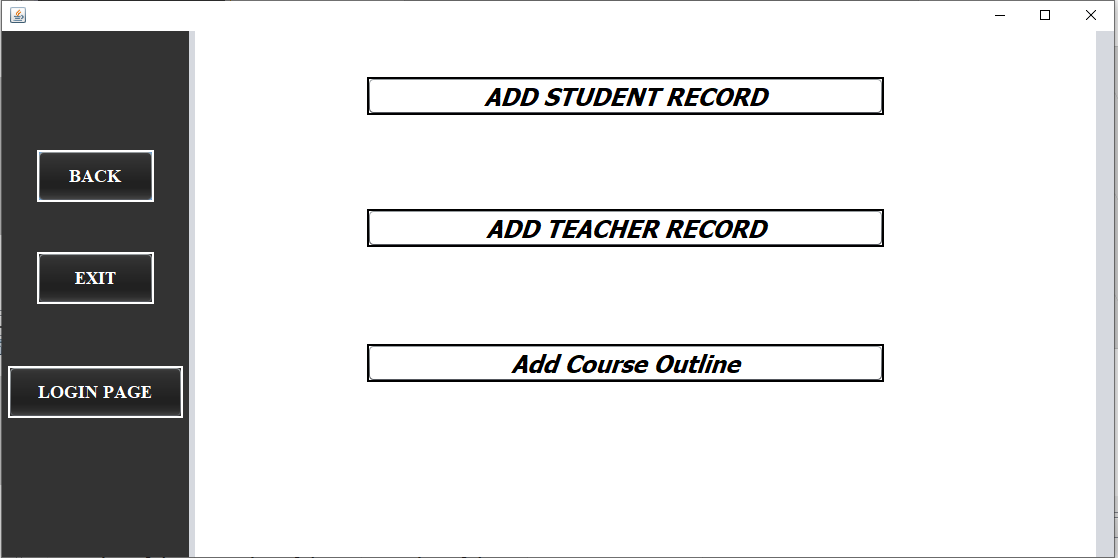 BACK
EXIT
LOGIN PAGE
ADD STUDENT RECORD
ADD TEACHER RECORD
Add Course Outline